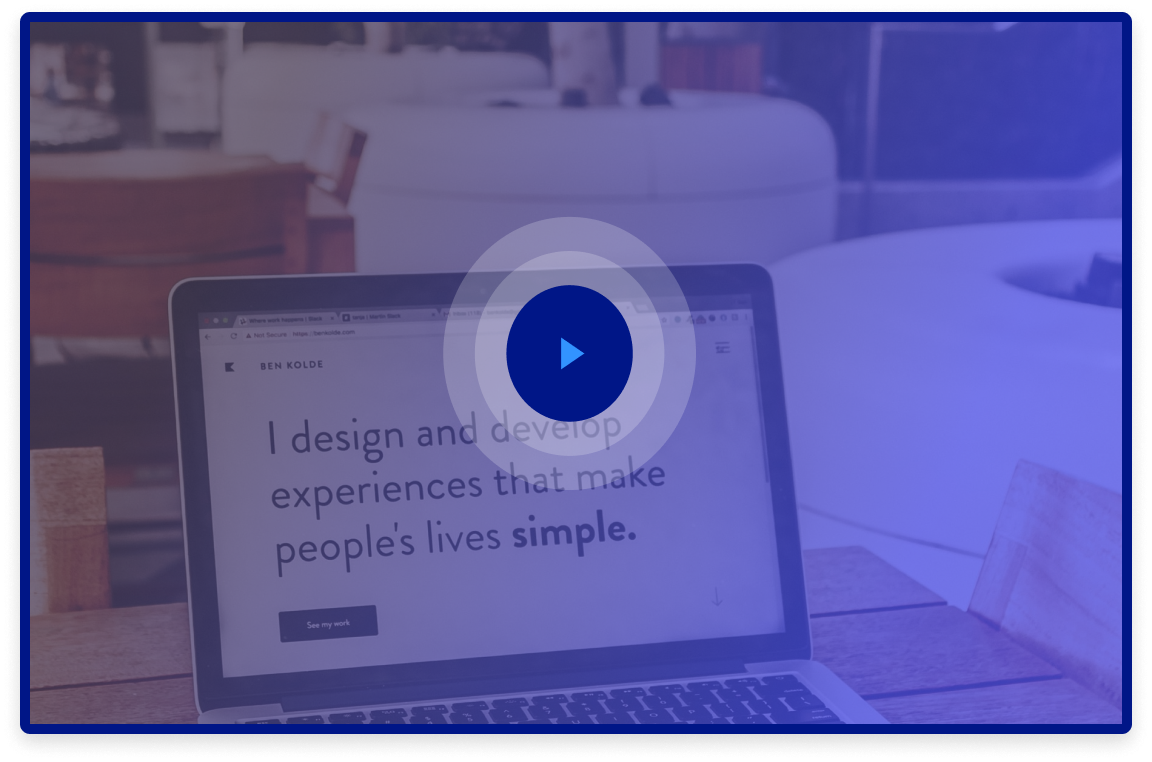 Where work happens | Slack
Not Secure | https://benkolde.com
BEN KOLDE
I design and develop
experiences that make
people's lives simple.
See my work